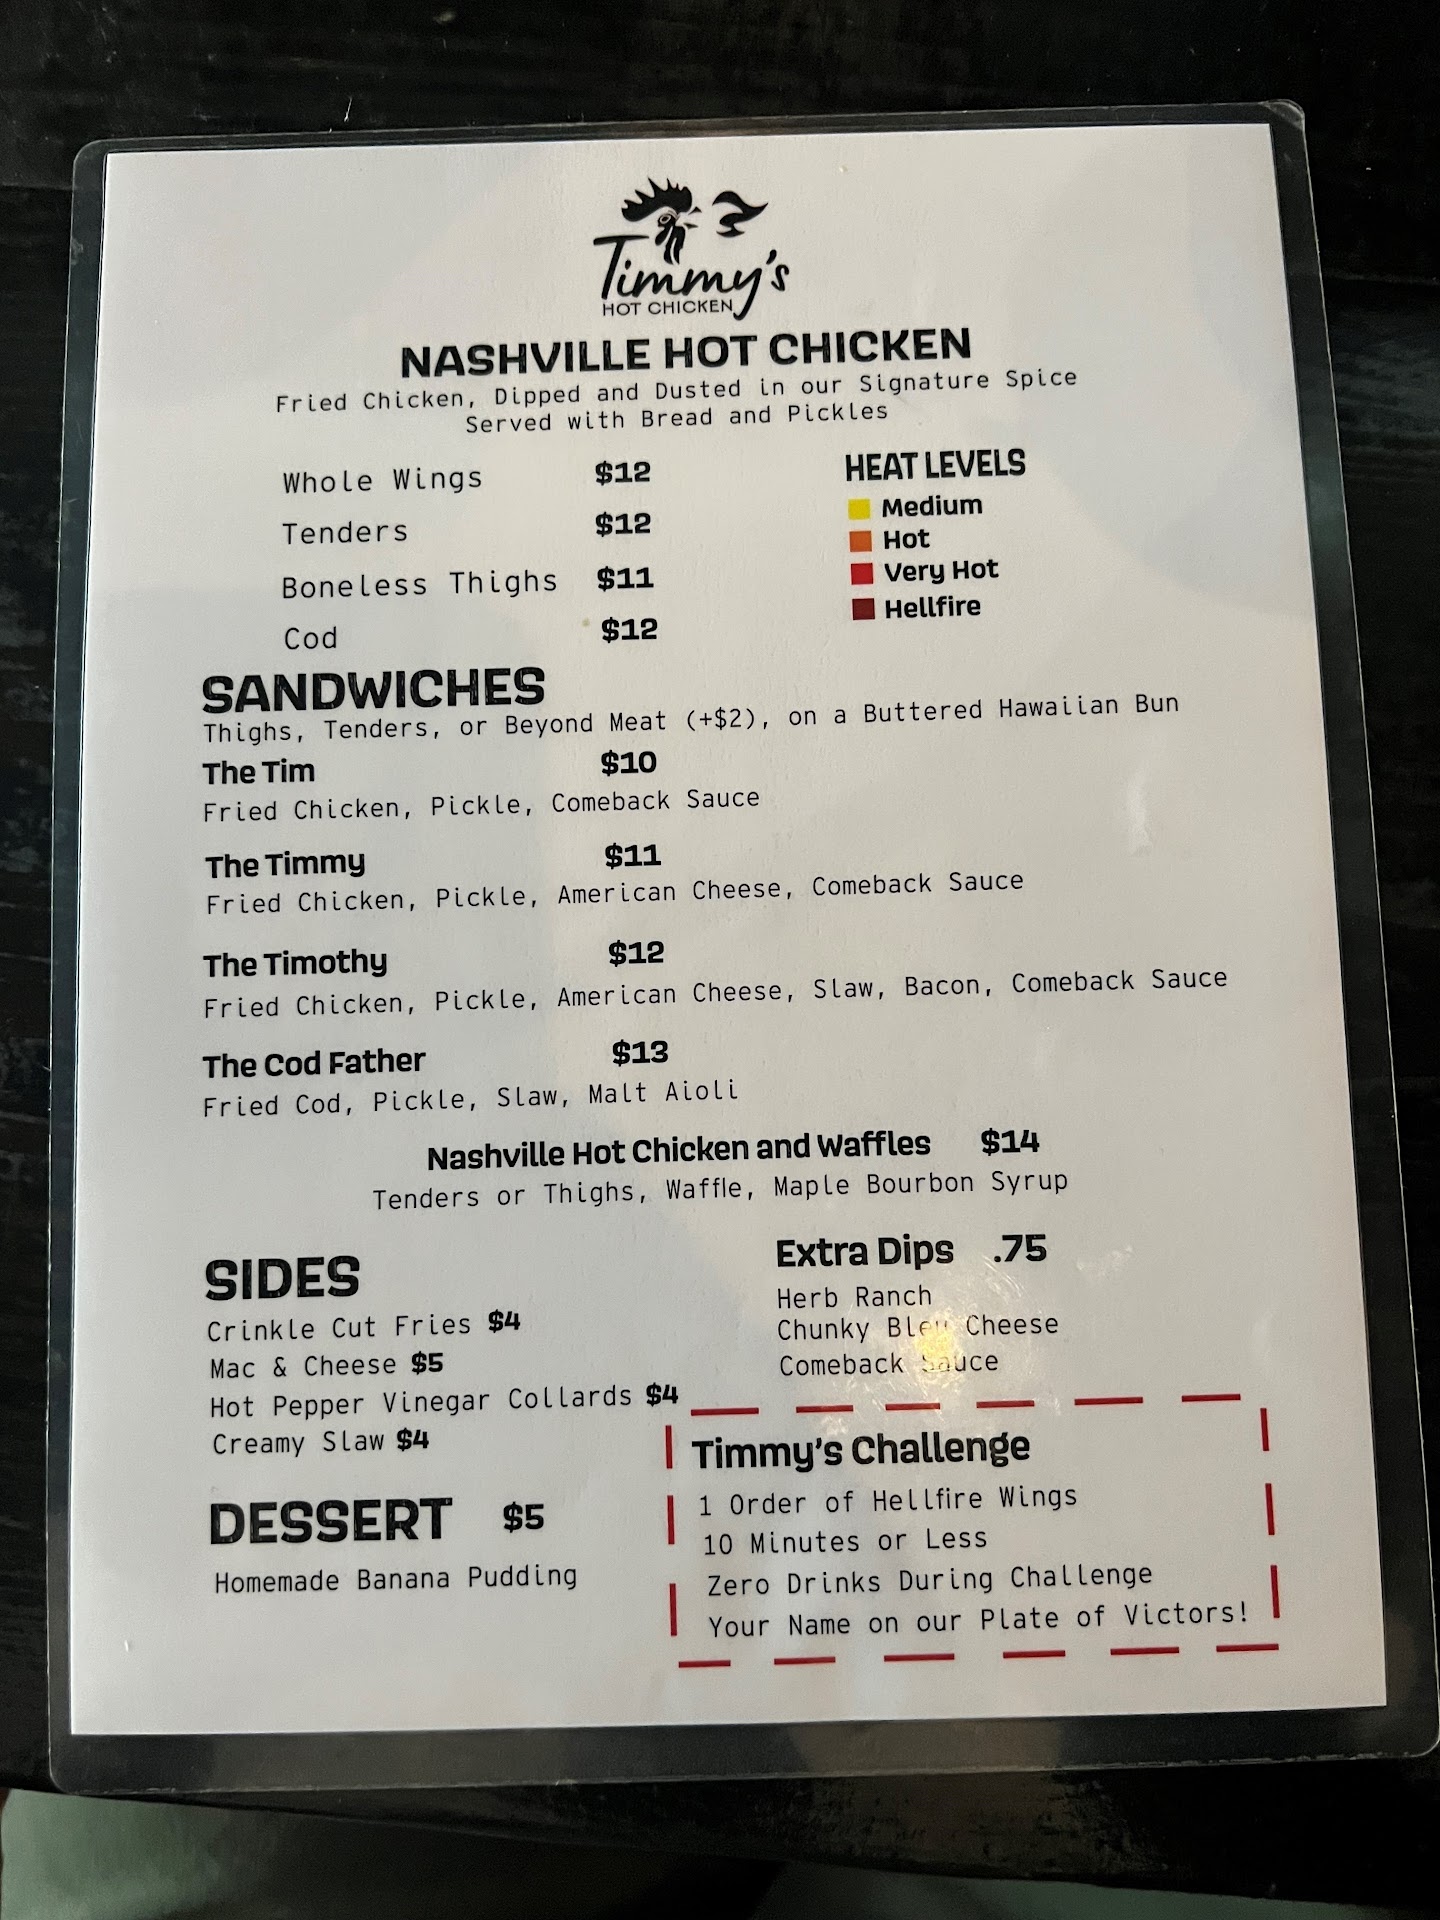 Timmy's
HOT CHICKEN
NASHVILLE HOT CHICKEN
Fried Chicken, Dipped and Dusted in our Signature Spice
Served with Bread and Pickles
Whole Wings $12
Tenders $12
Boneless Thighs $11
Cod $12
HEAT LEVELS
Medium
Hot
Very Hot
Hellfire
SANDWICHES
Thighs, Tenders, or Beyond Meat (+$2), on a Buttered Hawaiian Bun
The Tim $10
Fried Chicken, Pickle, Comeback Sauce
The Timmy $11
Fried Chicken, Pickle, American Cheese, Comeback Sauce
The Timothy $12
Fried Chicken, Pickle, American Cheese, Slaw, Bacon, Comeback Sauce
The Cod Father $13
Fried Cod, Pickle, Slaw, Malt Aioli
Nashville Hot Chicken and Waffles $14
Tenders or Thighs, Waffle, Maple Bourbon Syrup
SIDES
Crinkle Cut Fries $4
Mac & Cheese $5
Hot Pepper Vinegar Collards $4
Creamy Slaw $4
DESSERT $5
Homemade Banana Pudding
Extra Dips .75
Herb Ranch
Chunky Bleu Cheese
Comeback Sauce
Timmy's Challenge
1 Order of Hellfire Wings
10 Minutes or Less
Zero Drinks During Challenge
Your Name on our Plate of Victors!